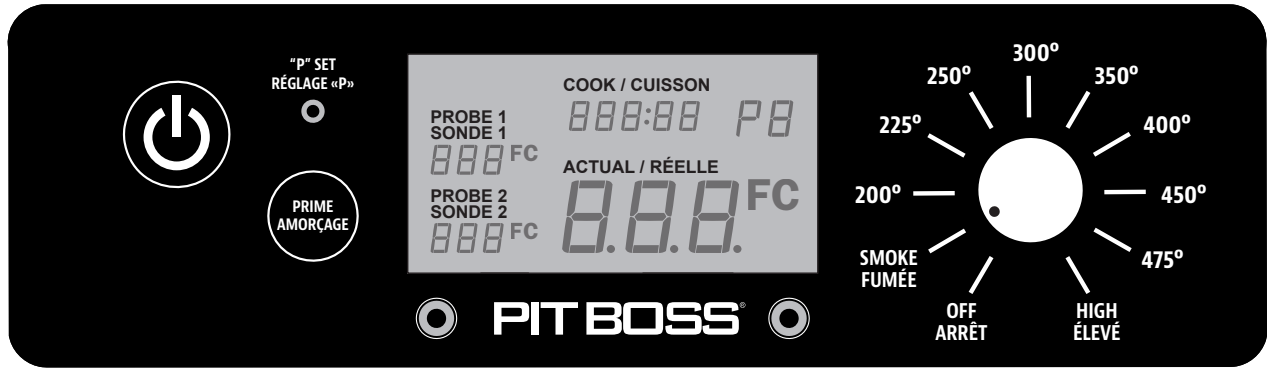 "P" SET
RÉGLAGE «P»
PRIME
AMORÇAGE
COOK / CUISSON
888:88 P8
PROBE 1
SONDE 1
888 FC
ACTUAL / RÉELLE
8.8.8. FC
PROBE 2
SONDE 2
888 FC
PIT BOSS®
SMOKE
FUMÉE
200º
225º
250º
300º
350º
400º
450º
475º
HIGH
ÉLEVÉ
OFF
ARRÊT